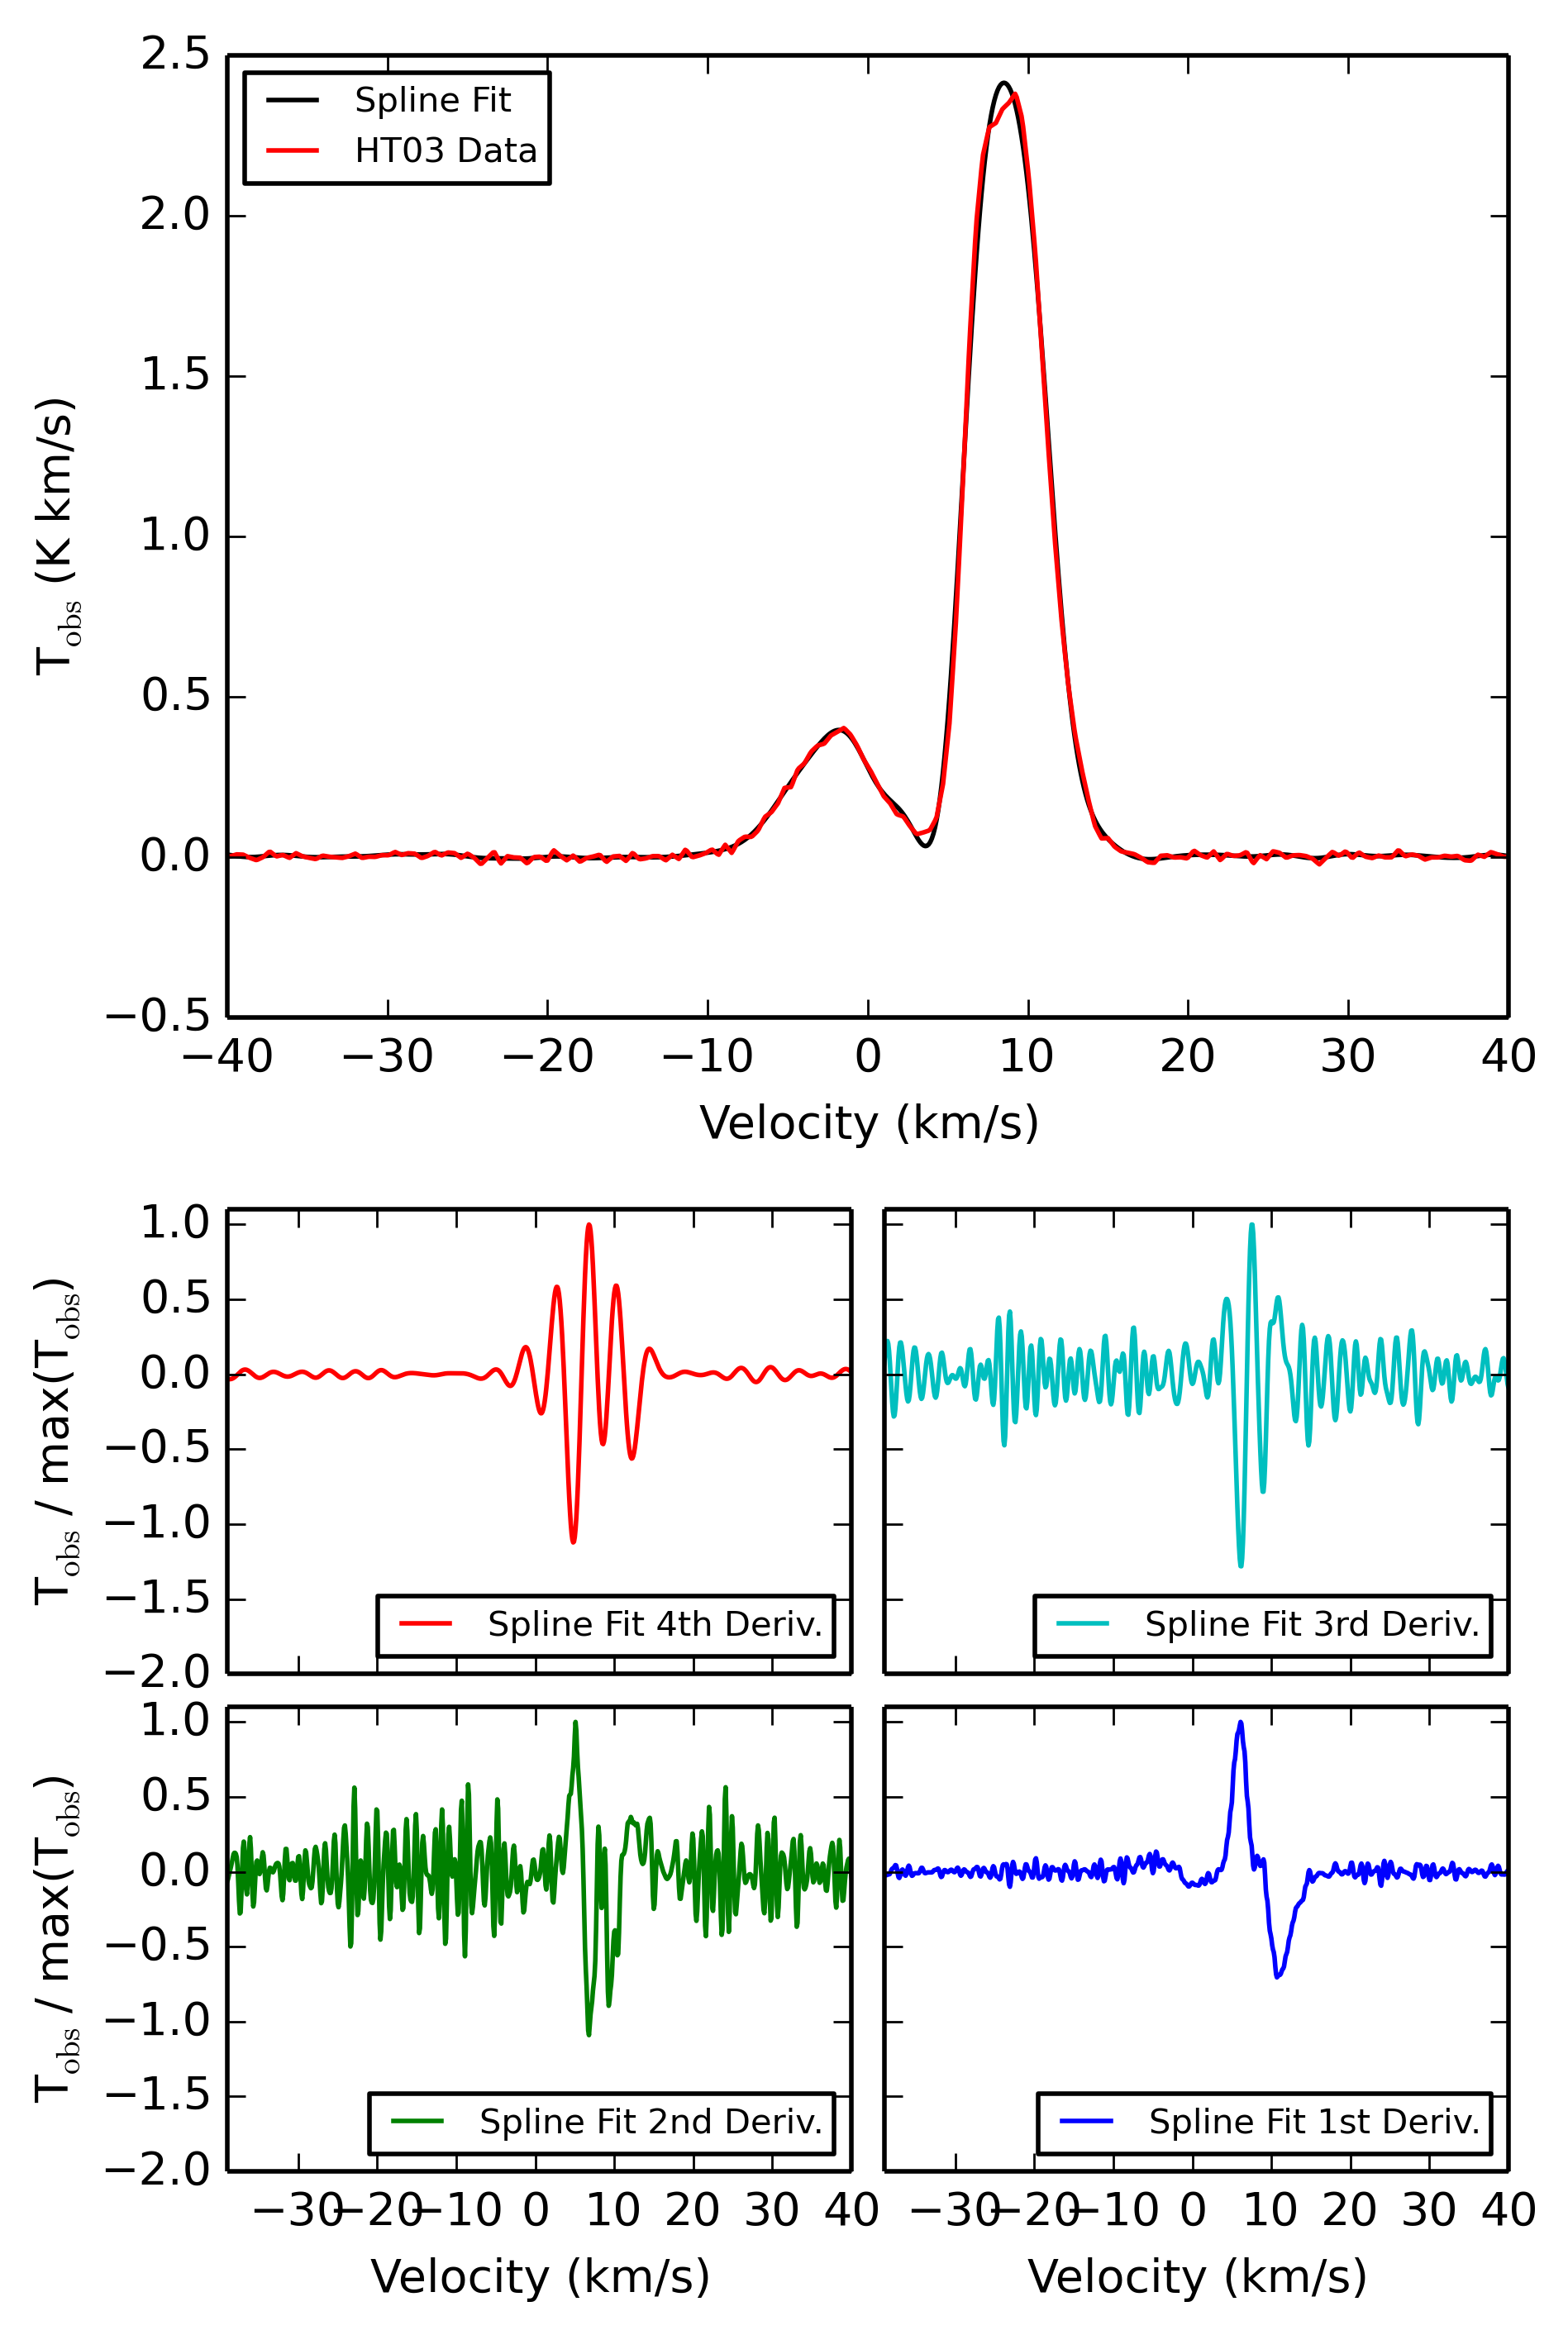 2.5
2.0
1.5
1.0
0.5
0.0
−0.5
T_obs (K km/s)
Spline Fit
HT03 Data
−40 −30 −20 −10 0 10 20 30 40
Velocity (km/s)
1.0
0.5
0.0
−0.5
−1.0
−1.5
−2.0
T_obs / max(T_obs)
Spline Fit 4th Deriv.
Spline Fit 3rd Deriv.
1.0
0.5
0.0
−0.5
−1.0
−1.5
−2.0
T_obs / max(T_obs)
Spline Fit 2nd Deriv.
Spline Fit 1st Deriv.
−30 −20 −10 0 10 20 30 40
−30 −20 −10 0 10 20 30 40
Velocity (km/s)
Velocity (km/s)